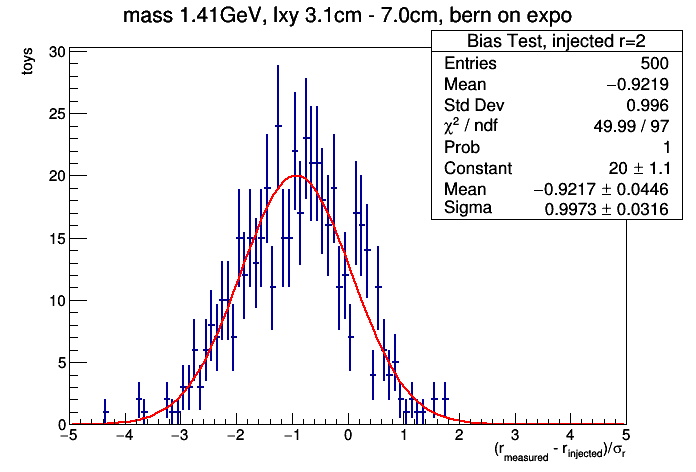 mass 1.41GeV, lxy 3.1cm - 7.0cm, bern on expo
Bias Test, injected r=2
Entries 500
Mean −0.9219
Std Dev 0.996
χ² / ndf 49.99 / 97
Prob 1
Constant 20 ± 1.1
Mean −0.9217 ± 0.0446
Sigma 0.9973 ± 0.0316
toys
30
25
20
15
10
5
0
−5 −4 −3 −2 −1 0 1 2 3 4 5
(r_measured - r_injected)/σ_r